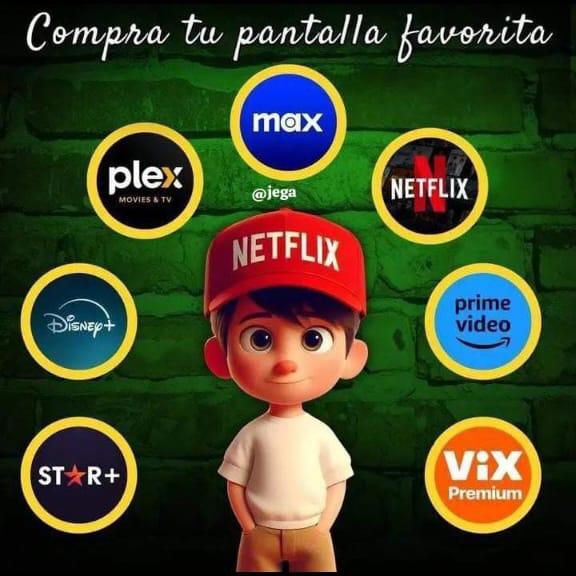 Compra tu pantalla favorita
max
plex
MOVIES & TV
@jega
NETFLIX
NETFLIX
Disney+
prime
video
ST★R+
ViX
Premium